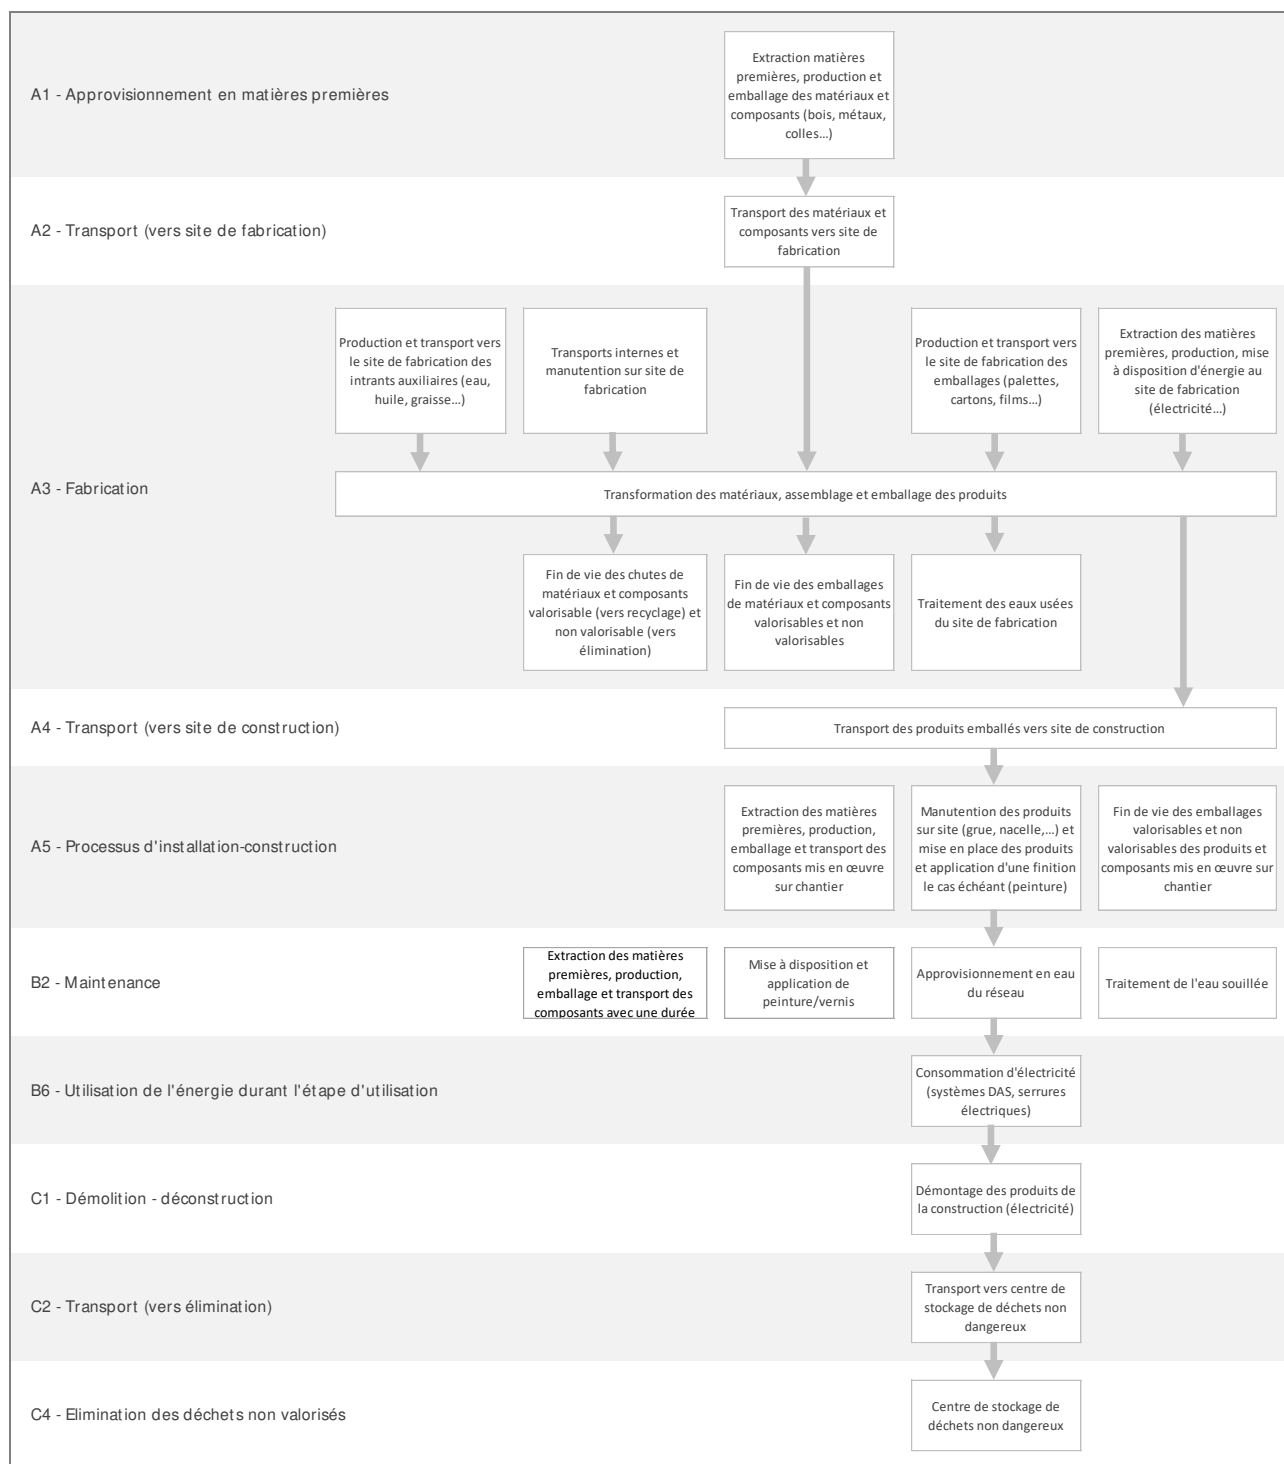 Extraction matières
premières, production et
emballage des matériaux et
composants (bois, métaux,
colles…)
A1 - Approvisionnement en matières premières
A2 - Transport (vers site de fabrication)
Transport des matériaux et
composants vers site de
fabrication
Production et transport vers
le site de fabrication des
intrants auxiliaires (eau,
huile, graisse…)
Transports internes et
manutention sur site de
fabrication
Production et transport vers
le site de fabrication des
emballages (palettes,
cartons, films…)
Extraction des matières
premières, production, mise
à disposition d'énergie au
site de fabrication
(électricité…)
A3 - Fabrication
Transformation des matériaux, assemblage et emballage des produits
Fin de vie des chutes de
matériaux et composants
valorisable (vers recyclage) et
non valorisable (vers
élimination)
Fin de vie des emballages
de matériaux et composants
valorisables et non
valorisables
Traitement des eaux usées
du site de fabrication
A4 - Transport (vers site de construction)
Transport des produits emballés vers site de construction
A5 - Processus d'installation-construction
Extraction des matières
premières, production,
emballage et transport des
composants mis en œuvre
sur chantier
Manutention des produits
sur site (grue, nacelle,…) et
mise en place des produits
et application d'une finition
le cas échéant (peinture)
Fin de vie des emballages
valorisables et non
valorisables des produits et
composants mis en œuvre sur
chantier
B2 - Maintenance
Extraction des matières
premières, production,
emballage et transport des
composants avec une durée
Mise à disposition et
application de
peinture/vernis
Approvisionnement en eau
du réseau
Traitement de l'eau souillée
B6 - Utilisation de l'énergie durant l'étape d'utilisation
Consommation d'électricité
(systèmes DAS, serrures
électriques)
C1 - Démolition - déconstruction
Démontage des produits de
la construction (électricité)
C2 - Transport (vers élimination)
Transport vers centre de
stockage de déchets non
dangereux
C4 - Elimination des déchets non valorisés
Centre de stockage de
déchets non dangereux